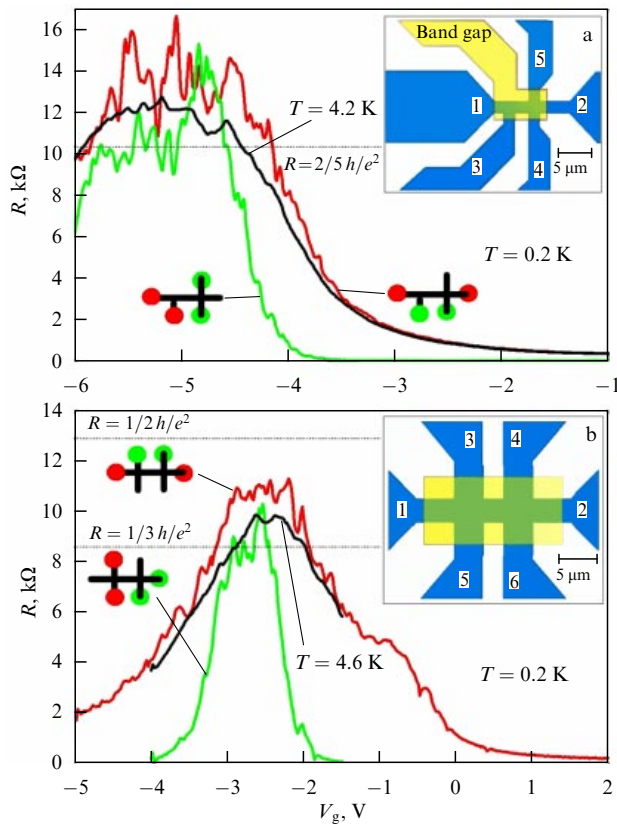 14
12
10
8
6
4
2
0
R, kΩ
T = 4.2 K
R = 2/5 h/e²
T = 0.2 K
Band gap
a
1
2
3
4
5
5 μm
−6
−5
−4
−3
−2
−1
14
12
10
8
6
4
2
0
R, kΩ
R = 1/2 h/e²
R = 1/3 h/e²
T = 4.6 K
T = 0.2 K
b
3
4
1
2
5
6
5 μm
−5
−4
−3
−2
−1
0
1
2
Vg, V